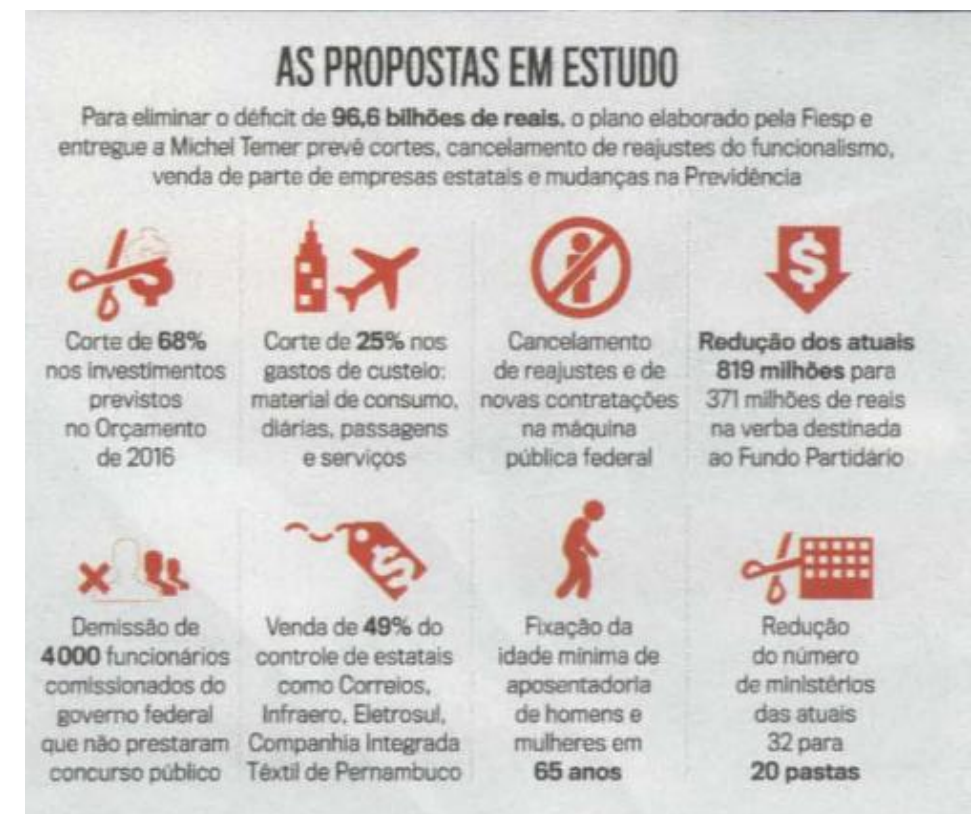 AS PROPOSTAS EM ESTUDO
Para eliminar o déficit de 96,6 bilhões de reais, o plano elaborado pela Fiesp e
entregue a Michel Temer prevê cortes, cancelamento de reajustes do funcionalismo,
venda de parte de empresas estatais e mudanças na Previdência
Corte de 68%
nos investimentos
previstos
no Orçamento
de 2016
Corte de 25% nos
gastos de custeio:
material de consumo,
diárias, passagens
e serviços
Cancelamento
de reajustes e de
novas contratações
na máquina
pública federal
Redução dos atuais
819 milhões para
371 milhões de reais
na verba destinada
ao Fundo Partidário
Demissão de
4000 funcionários
comissionados do
governo federal
que não prestaram
concurso público
Venda de 49% do
controle de estatais
como Correios,
Infraero, Eletrosul,
Companhia Integrada
Têxtil de Pernambuco
Fixação da
idade mínima de
aposentadoria
de homens e
mulheres em
65 anos
Redução
do número
de ministérios
das atuais
32 para
20 pastas